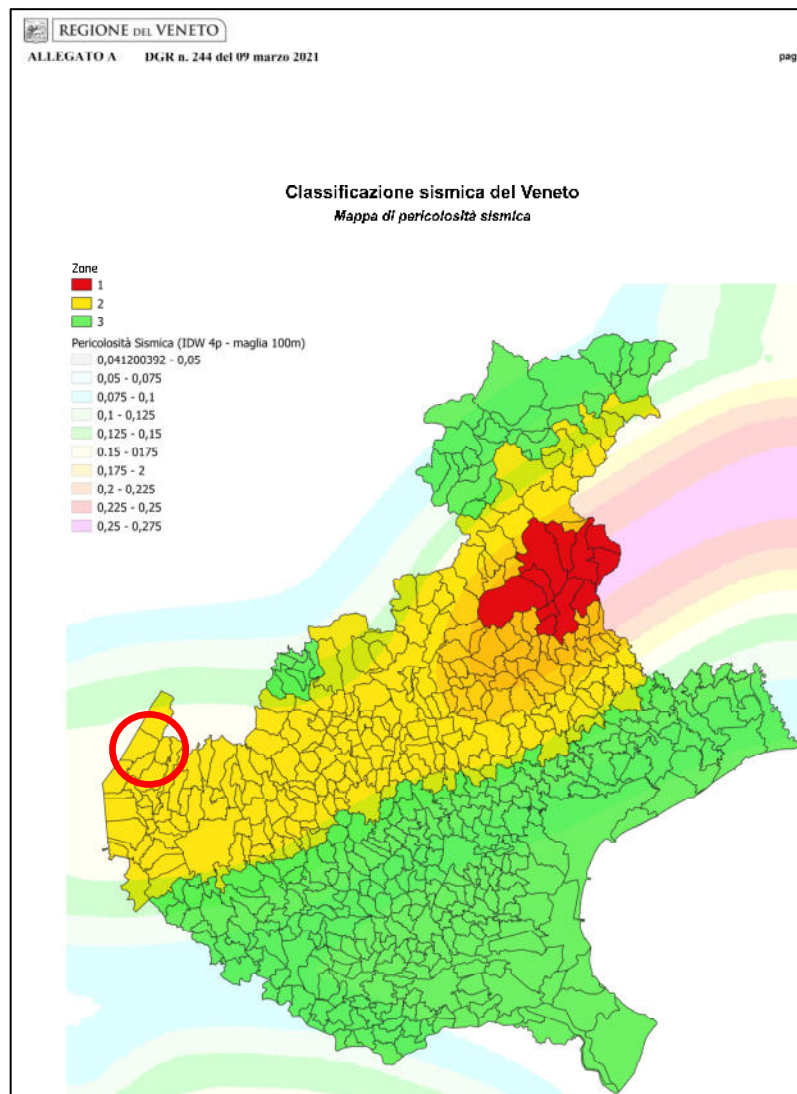 REGIONE DEL VENETO
ALLEGATO A DGR n. 244 del 09 marzo 2021
pag
Classificazione sismica del Veneto
Mappa di pericolosità sismica
Zone
1
2
3
Pericolosità Sismica (IDW 4p - maglia 100m)
0,041200392 - 0,05
0,05 - 0,075
0,075 - 0,1
0,1 - 0,125
0,125 - 0,15
0.15 - 0175
0,175 - 2
0,2 - 0,225
0,225 - 0,25
0,25 - 0,275